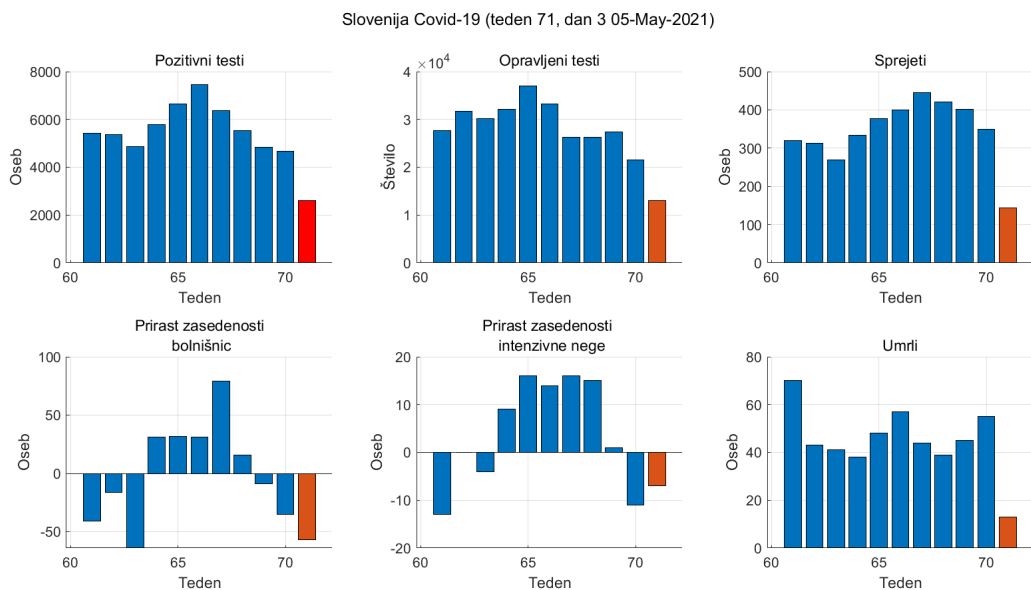 Slovenija Covid-19 (teden 71, dan 3 05-May-2021)
Pozitivni testi
8000
6000
4000
2000
0
Oseb
60 65 70
Teden
Opravljeni testi
×10⁴
4
3
2
1
0
Število
60 65 70
Teden
Sprejeti
500
400
300
200
100
0
Oseb
60 65 70
Teden
Prirast zasedenosti
bolnišnic
100
50
0
-50
Oseb
60 65 70
Teden
Prirast zasedenosti
intenzivne nege
20
10
0
-10
-20
Oseb
60 65 70
Teden
Umrli
80
60
40
20
0
Oseb
60 65 70
Teden